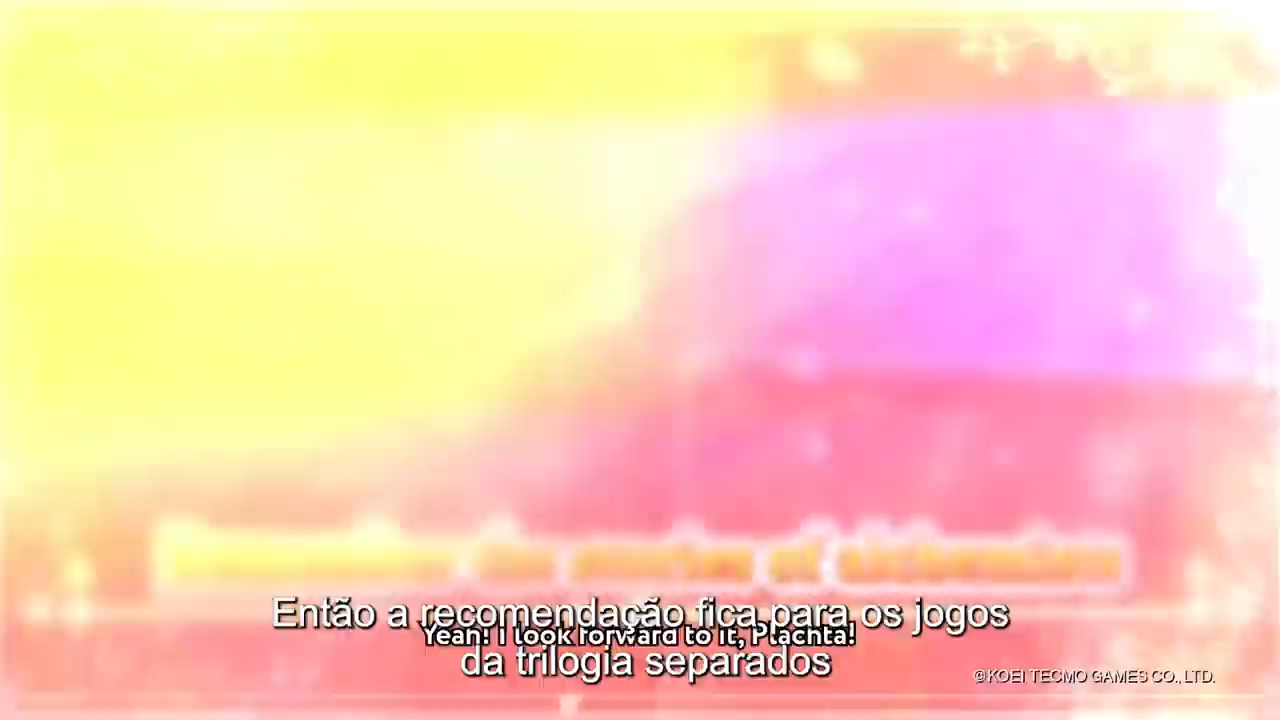 Então a recomendação fica para os jogos
Yeah! I look forward to it, Plachta!
da trilogia separados
©KOEI TECMO GAMES CO., LTD.